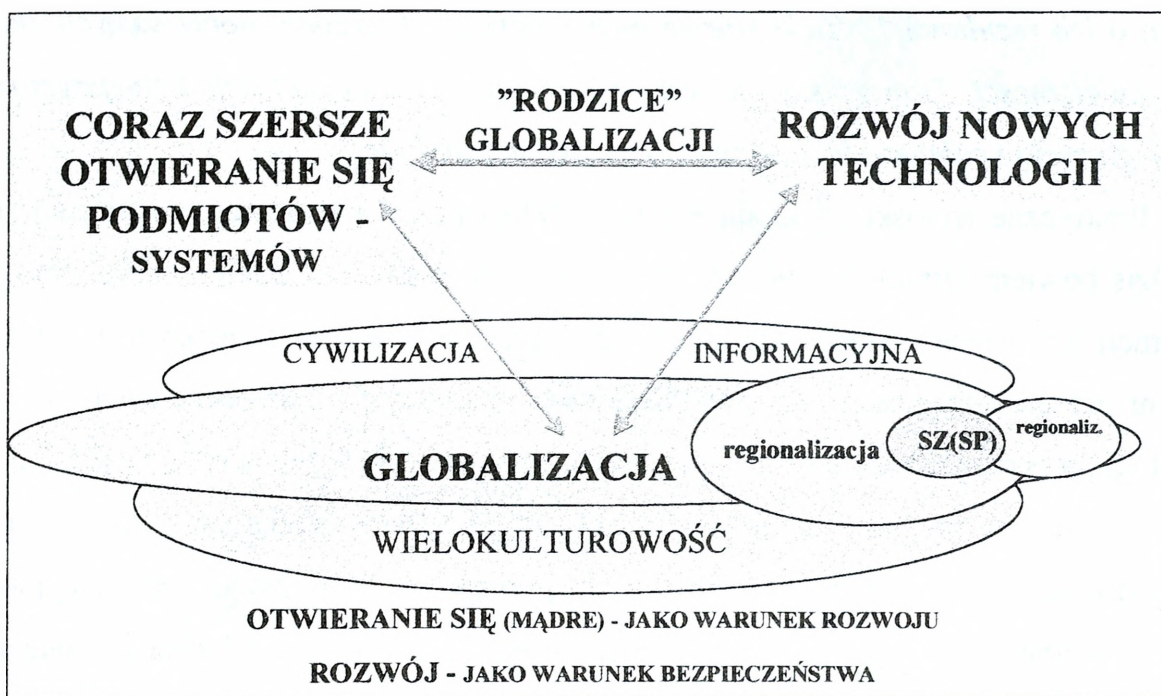 "RODZICE"
GLOBALIZACJI
CORAZ SZERSZE
OTWIERANIE SIĘ
PODMIOTÓW -
SYSTEMÓW
ROZWÓJ NOWYCH
TECHNOLOGII
CYWILIZACJA INFORMACYJNA
GLOBALIZACJA
regionalizacja
SZ(SP)
regionaliz.
WIELOKULTUROWOŚĆ
OTWIERANIE SIĘ (MĄDRE) - JAKO WARUNEK ROZWOJU
ROZWÓJ - JAKO WARUNEK BEZPIECZEŃSTWA